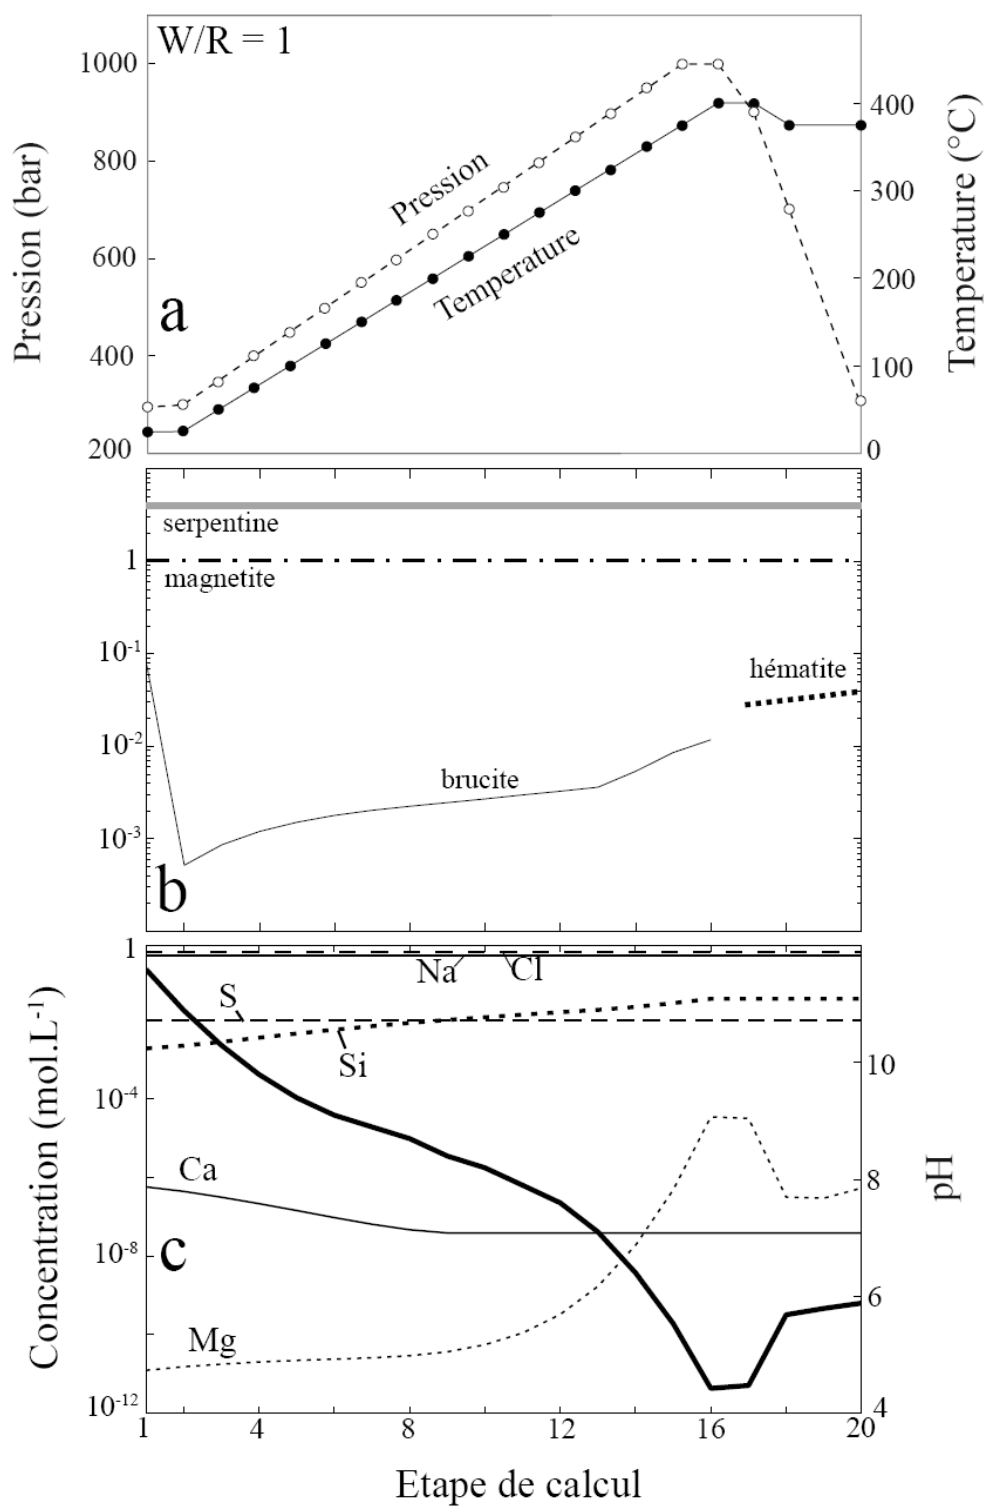 W/R = 1
1000
800
600
400
200
Pression (bar)
Pression
Temperature
a
400
300
200
100
0
Temperature (°C)
serpentine
1
magnetite
10-1
hématite
10-2
brucite
10-3
b
1
Na
Cl
S
Si
10
10-4
Ca
8
10-8
c
6
Mg
10-12
4
Concentration (mol.L-1)
pH
1
4
8
12
16
20
Etape de calcul